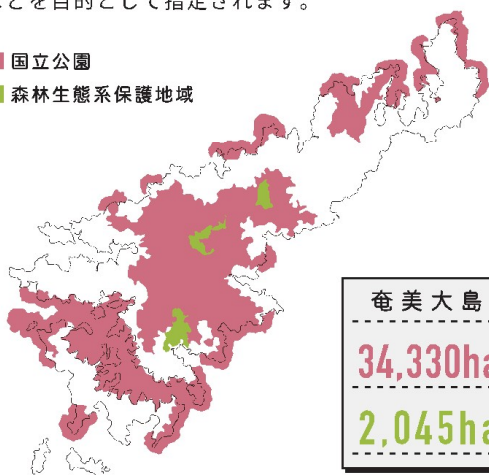 とを目的として指定されます。
国立公園
森林生態系保護地域
奄美大島
34,330ha
2,045ha